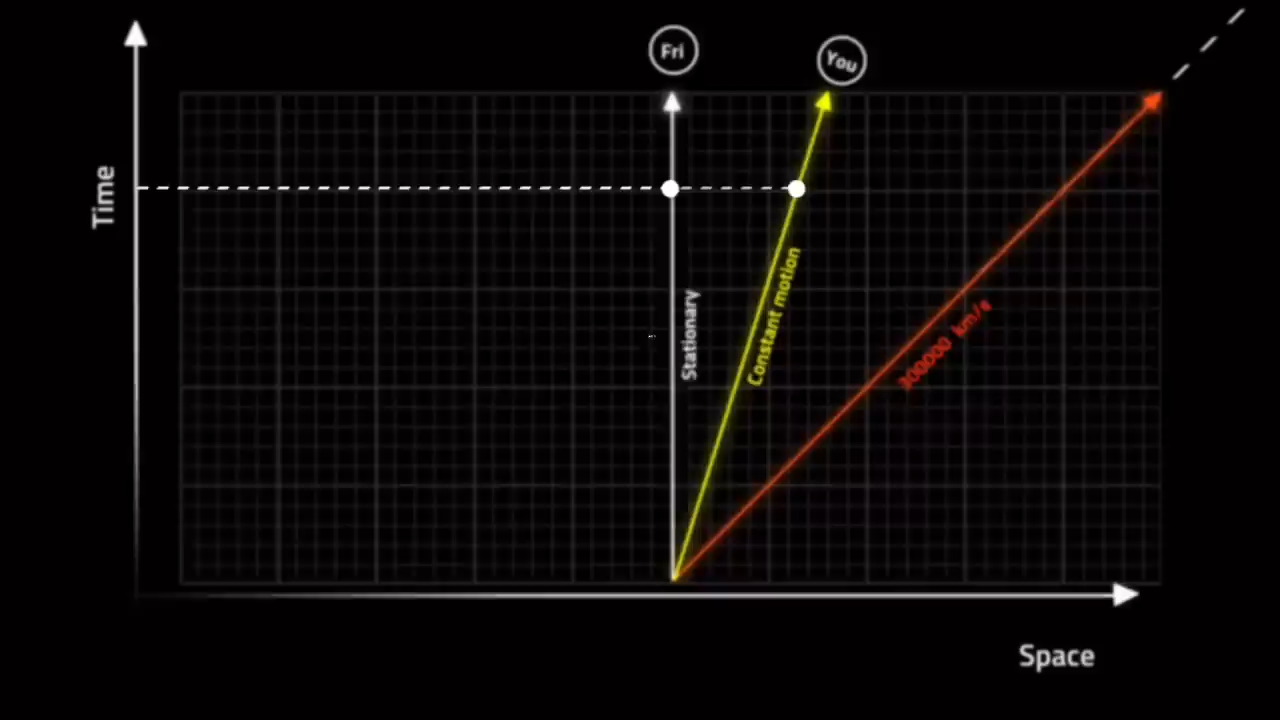 Fri
You
Time
Stationary
Constant motion
300000 km/s
Space